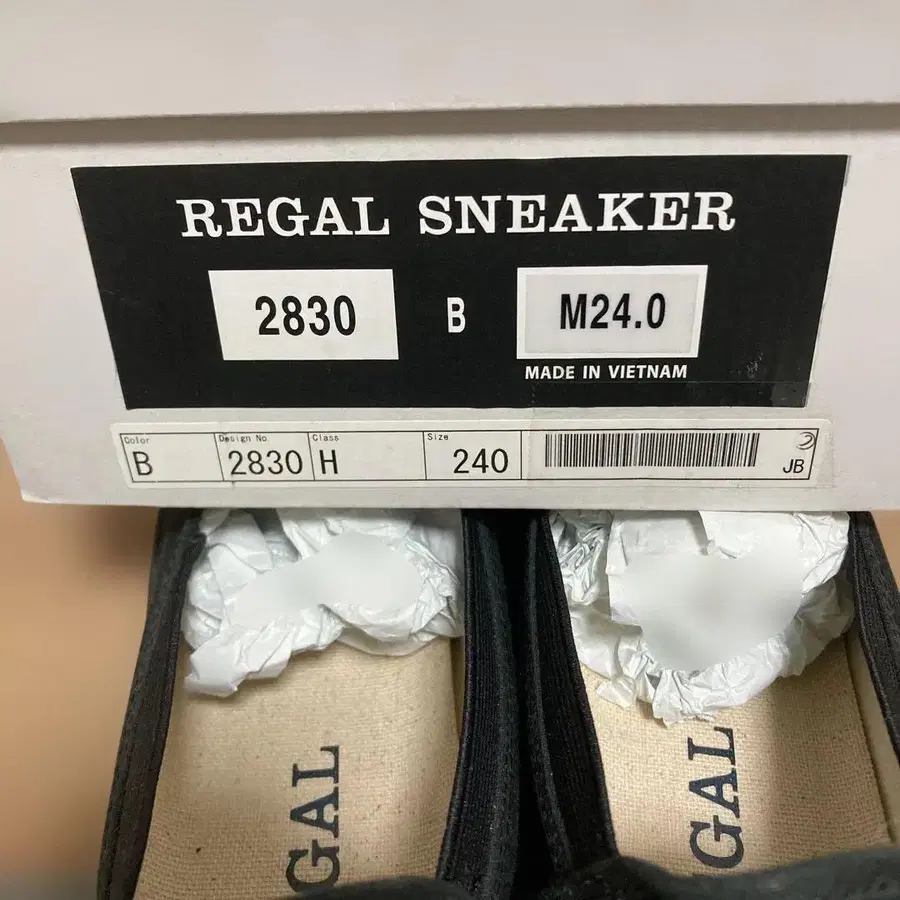 REGAL SNEAKER
2830 B M24.0
MADE IN VIETNAM
Color Design No. Class Size
B 2830 H 240 JB
GAL
GAL